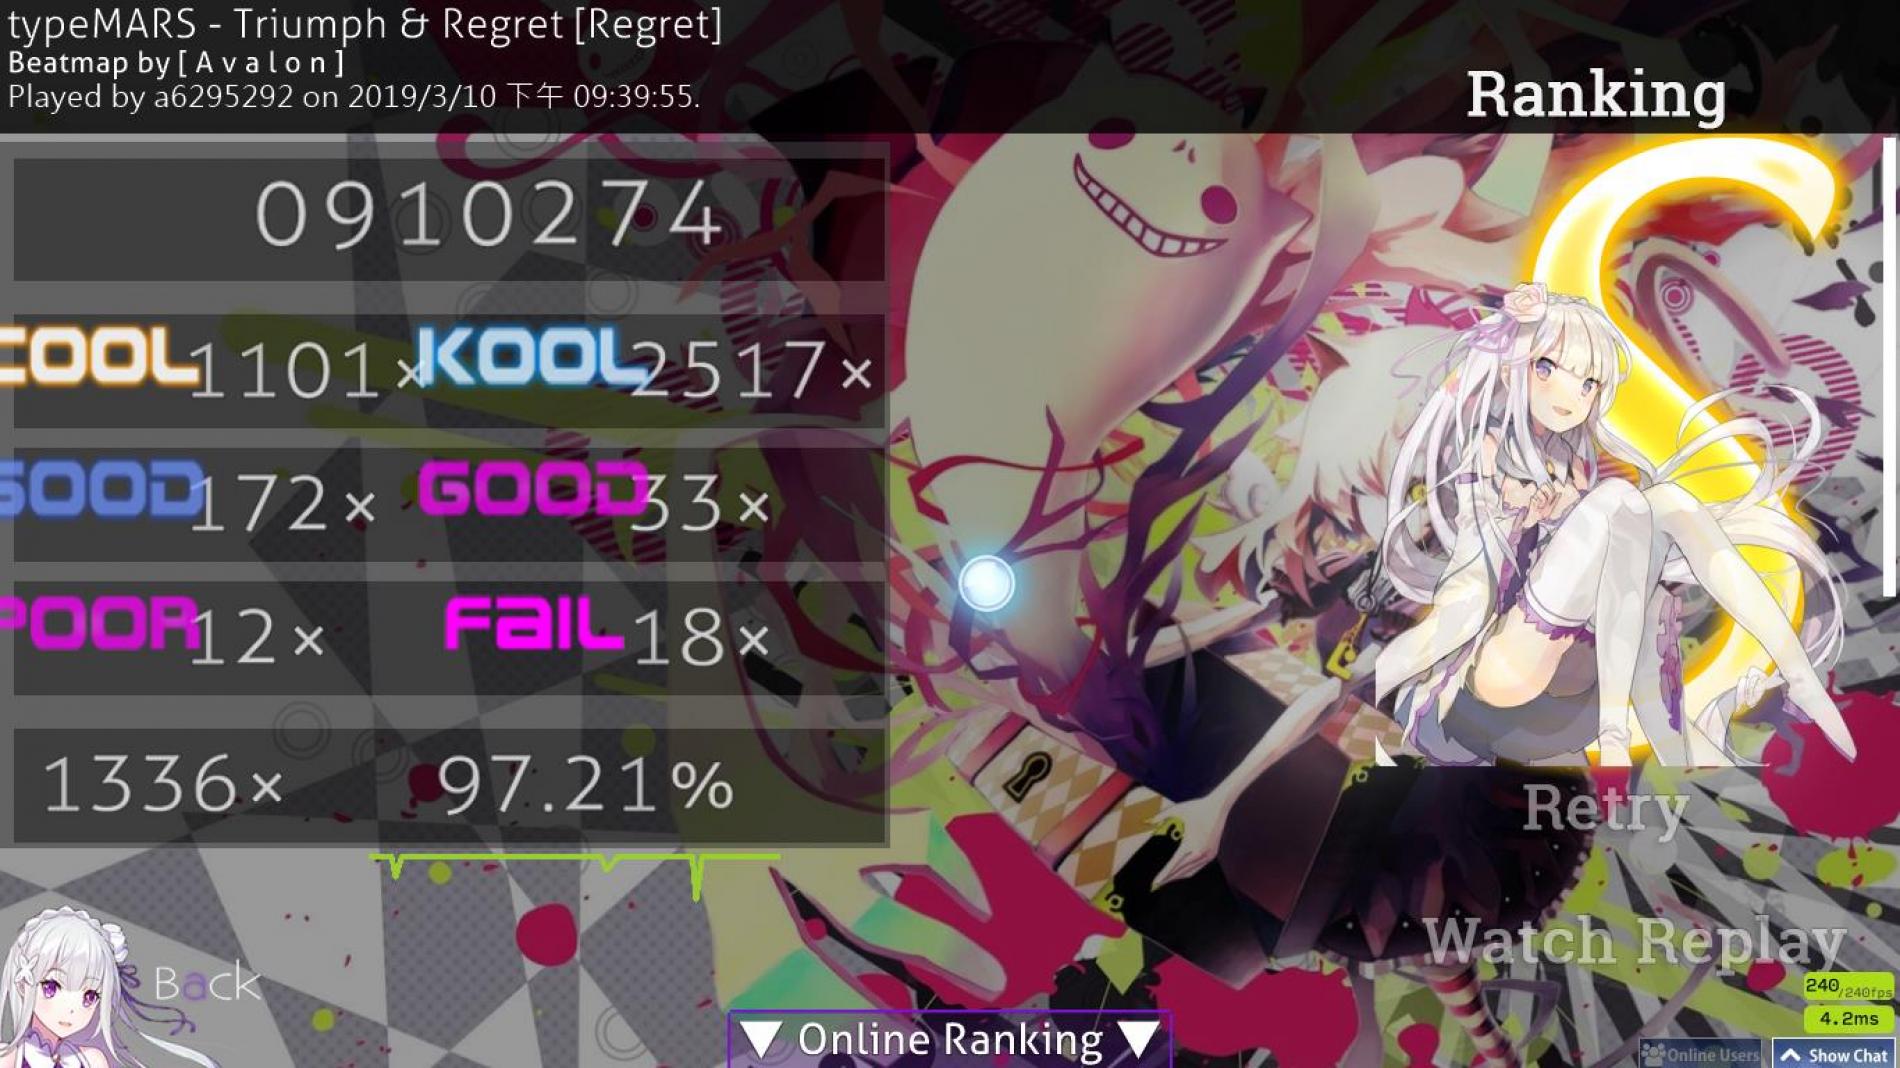 typeMARS - Triumph & Regret [Regret]
Beatmap by [ A v a l o n ]
Played by a6295292 on 2019/3/10 下午 09:39:55.
Ranking
0910274
COOL 1101× KOOL 2517×
GOOD 172× GOOD 33×
POOR 12× FAIL 18×
1336× 97.21%
Retry
Watch Replay
Back
240/240fps
4.2ms
▼ Online Ranking ▼
Online Users
Show Chat